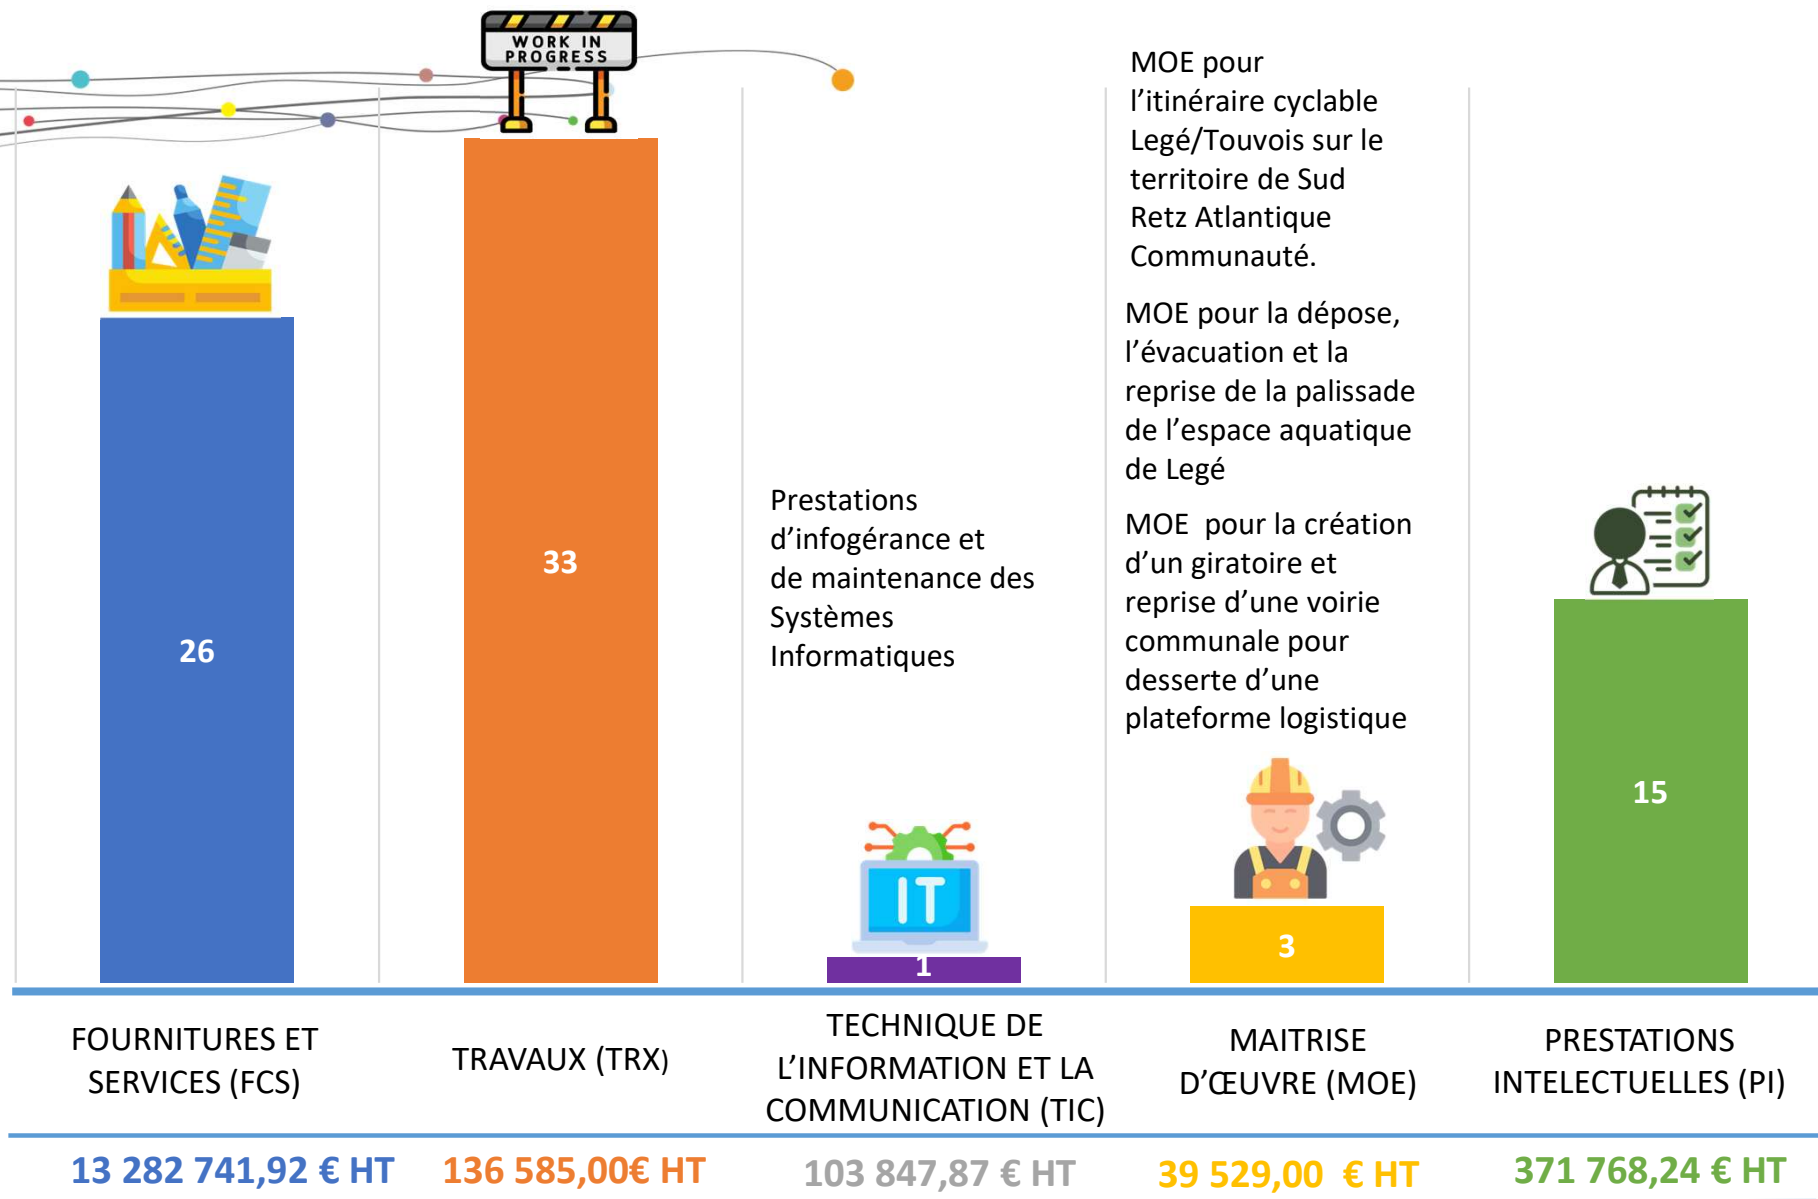 WORK IN
PROGRESS
MOE pour
l’itinéraire cyclable
Legé/Touvois sur le
territoire de Sud
Retz Atlantique
Communauté.
MOE pour la dépose,
l’évacuation et la
reprise de la palissade
de l’espace aquatique
de Legé
MOE  pour la création
d’un giratoire et
reprise d’une voirie
communale pour
desserte d’une
plateforme logistique
Prestations
d’infogérance et
de maintenance des
Systèmes
Informatiques
IT
26
33
1
3
15
FOURNITURES ET
SERVICES (FCS)
TRAVAUX (TRX)
TECHNIQUE DE
L’INFORMATION ET LA
COMMUNICATION (TIC)
MAITRISE
D’ŒUVRE (MOE)
PRESTATIONS
INTELECTUELLES (PI)
13 282 741,92 € HT
136 585,00€ HT
103 847,87 € HT
39 529,00  € HT
371 768,24 € HT